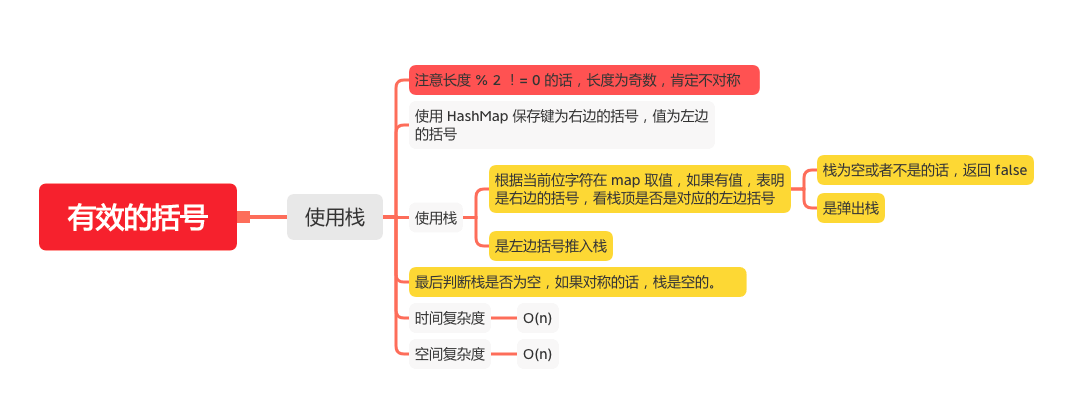 注意长度 % 2 ！= 0 的话，长度为奇数，肯定不对称
使用 HashMap 保存键为右边的括号，值为左边
的括号
有效的括号
使用栈
使用栈
根据当前位字符在 map 取值，如果有值，表明
是右边的括号，看栈顶是否是对应的左边括号
栈为空或者不是的话，返回 false
是弹出栈
是左边括号推入栈
最后判断栈是否为空，如果对称的话，栈是空的。
时间复杂度
O(n)
空间复杂度
O(n)